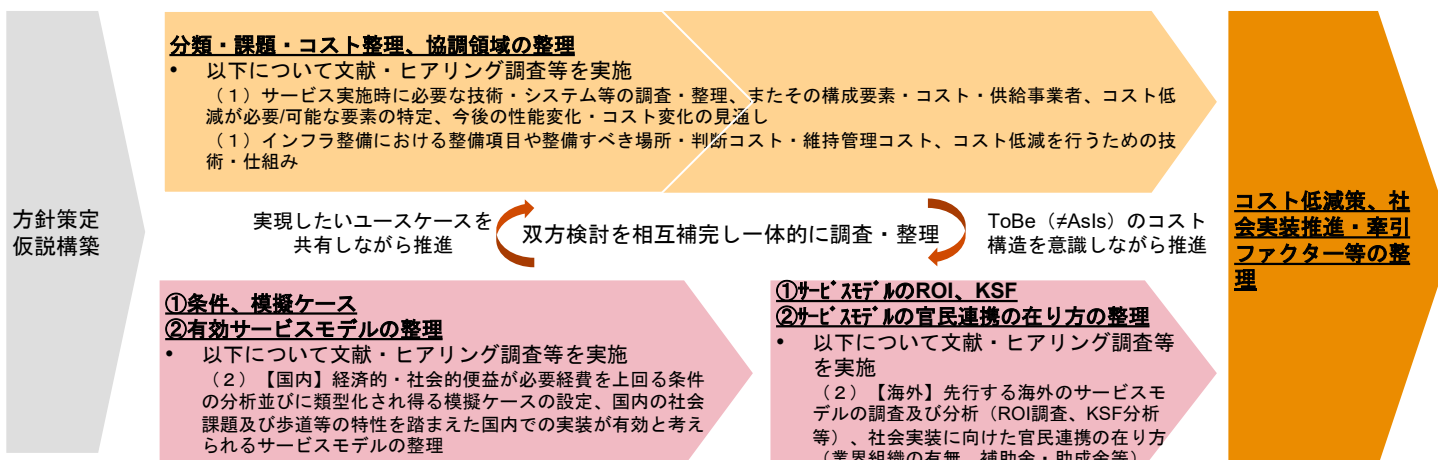 方針策定
仮説構築
分類・課題・コスト整理、協調領域の整理
• 以下について文献・ヒアリング調査等を実施
（１）サービス実施時に必要な技術・システム等の調査・整理、またその構成要素・コスト・供給事業者、コスト低
減が必要/可能な要素の特定、今後の性能変化・コスト変化の見通し
（１）インフラ整備における整備項目や整備すべき場所・判断コスト・維持管理コスト、コスト低減を行うための技
術・仕組み
実現したいユースケースを
共有しながら推進
双方検討を相互補完し一体的に調査・整理
ToBe（≠AsIs）のコスト
構造を意識しながら推進
①条件、模擬ケース
②有効サービスモデルの整理
• 以下について文献・ヒアリング調査等を実施
（２）【国内】経済的・社会的便益が必要経費を上回る条件
の分析並びに類型化され得る模擬ケースの設定、国内の社会
課題及び歩道等の特性を踏まえた国内での実装が有効と考え
られるサービスモデルの整理
①ｻｰﾋﾞｽﾓﾃﾞﾙのROI、KSF
②ｻｰﾋﾞｽﾓﾃﾞﾙの官民連携の在り方の整理
• 以下について文献・ヒアリング調査等
を実施
（２）【海外】先行する海外のサービスモ
デルの調査及び分析（ROI調査、KSF分析
等）、社会実装に向けた官民連携の在り方
（業界組織の有無、補助金・助成金等）
コスト低減策、社
会実装推進・牽引
ファクター等の整
理